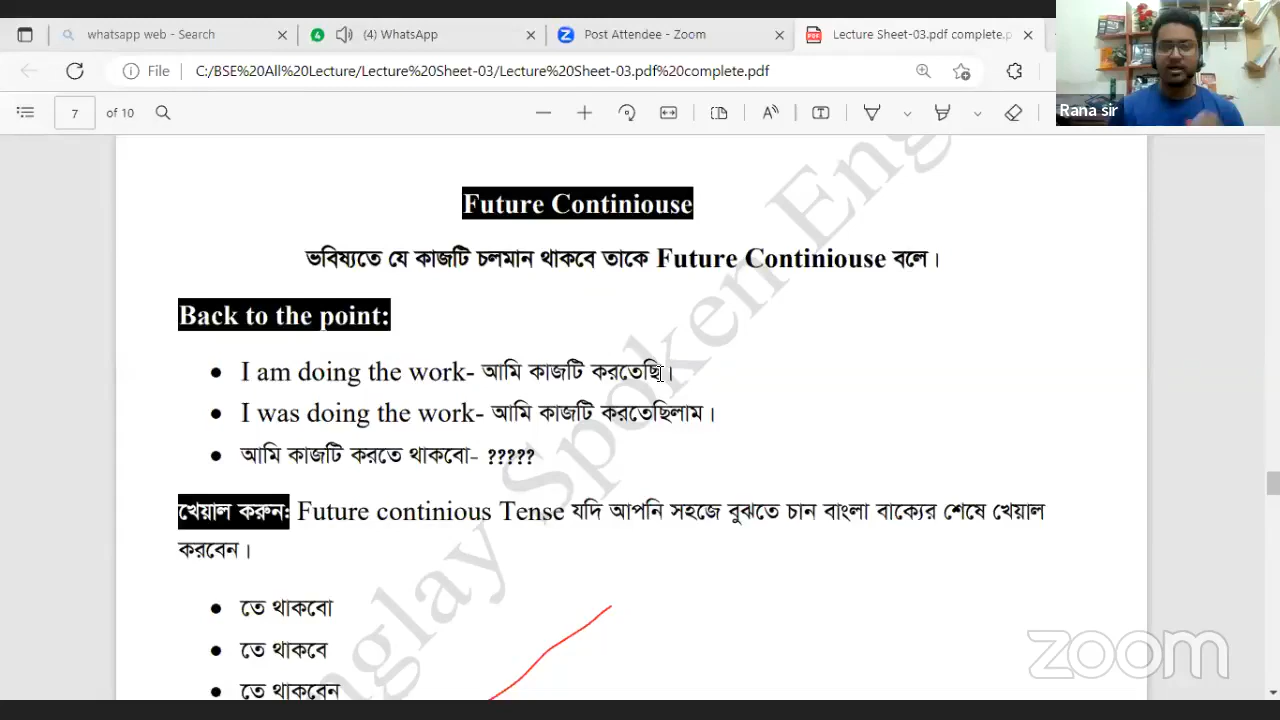 whatsapp web - Search
(4) WhatsApp
Post Attendee - Zoom
Lecture Sheet-03.pdf complete.p
File C:/BSE%20All%20Lecture/Lecture%20Sheet-03/Lecture%20Sheet-03.pdf%20complete.pdf
7 of 10
Rana sir
Future Continiouse
ভবিষ্যতে যে কাজটি চলমান থাকবে তাকে Future Continiouse বলে।
Back to the point:
• I am doing the work- আমি কাজটি করতেছি।
• I was doing the work- আমি কাজটি করতেছিলাম।
• আমি কাজটি করতে থাকবো- ?????
খেয়াল করুন: Future continious Tense যদি আপনি সহজে বুঝতে চান বাংলা বাক্যের শেষে খেয়াল
করবেন।
• তে থাকবো
• তে থাকবে
• তে থাকবেন
nglay Spoken Eng
zoom